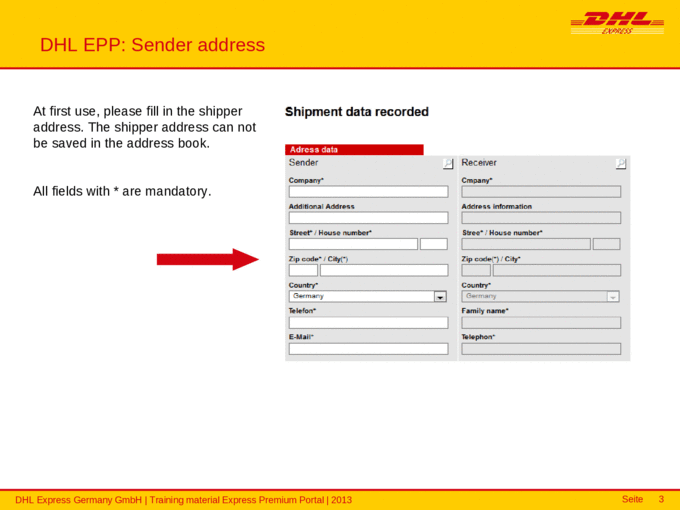 DHL EPP: Sender address
DHL
EXPRESS
At first use, please fill in the shipper
address. The shipper address can not
be saved in the address book.
All fields with * are mandatory.
Shipment data recorded
Adress data
Sender
Company*
Additional Address
Street* / House number*
Zip code* / City(*)
Country*
Germany
Telefon*
E-Mail*
Receiver
Cmpany*
Address information
Stree* / House number*
Zip code(*) / City*
Country*
Germany
Family name*
Telephon*
DHL Express Germany GmbH | Training material Express Premium Portal | 2013
Seite 3